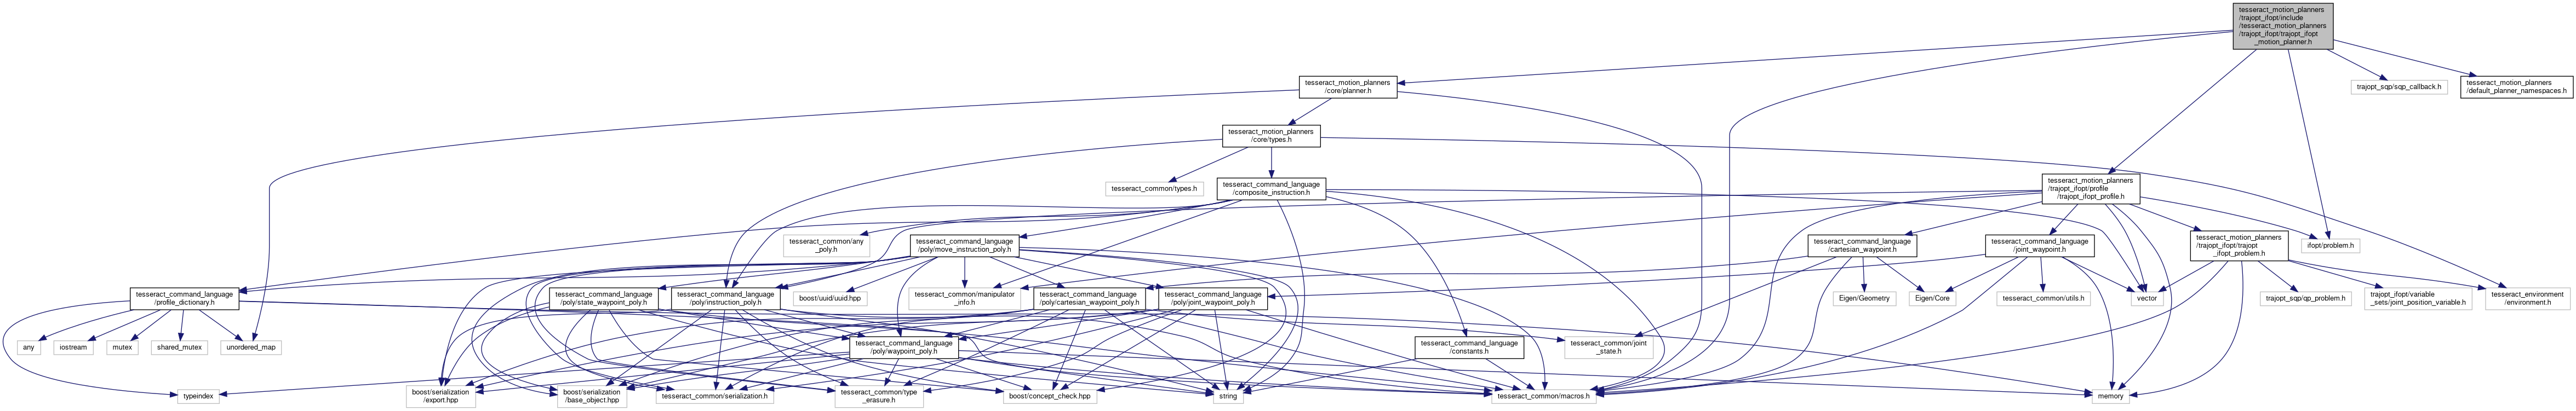 tesseract_motion_planners
/trajopt_ifopt/include
/tesseract_motion_planners
/trajopt_ifopt/trajopt_ifopt
_motion_planner.h
tesseract_motion_planners
/core/planner.h
trajopt_sqp/sqp_callback.h
tesseract_motion_planners
/default_planner_namespaces.h
tesseract_motion_planners
/core/types.h
tesseract_common/types.h
tesseract_command_language
/composite_instruction.h
tesseract_motion_planners
/trajopt_ifopt/profile
/trajopt_ifopt_profile.h
tesseract_common/any
_poly.h
tesseract_command_language
/poly/move_instruction_poly.h
tesseract_command_language
/cartesian_waypoint.h
tesseract_command_language
/joint_waypoint.h
tesseract_motion_planners
/trajopt_ifopt/trajopt
_ifopt_problem.h
ifopt/problem.h
tesseract_command_language
/profile_dictionary.h
tesseract_command_language
/poly/state_waypoint_poly.h
tesseract_command_language
/poly/instruction_poly.h
boost/uuid/uuid.hpp
tesseract_common/manipulator
_info.h
tesseract_command_language
/poly/cartesian_waypoint_poly.h
tesseract_command_language
/poly/joint_waypoint_poly.h
Eigen/Geometry
Eigen/Core
tesseract_common/utils.h
vector
trajopt_sqp/qp_problem.h
trajopt_ifopt/variable
_sets/joint_position_variable.h
tesseract_environment
/environment.h
any
iostream
mutex
shared_mutex
unordered_map
tesseract_command_language
/poly/waypoint_poly.h
tesseract_command_language
/constants.h
tesseract_common/joint
_state.h
typeindex
boost/serialization
/export.hpp
boost/serialization
/base_object.hpp
tesseract_common/serialization.h
tesseract_common/type
_erasure.h
boost/concept_check.hpp
string
tesseract_common/macros.h
memory